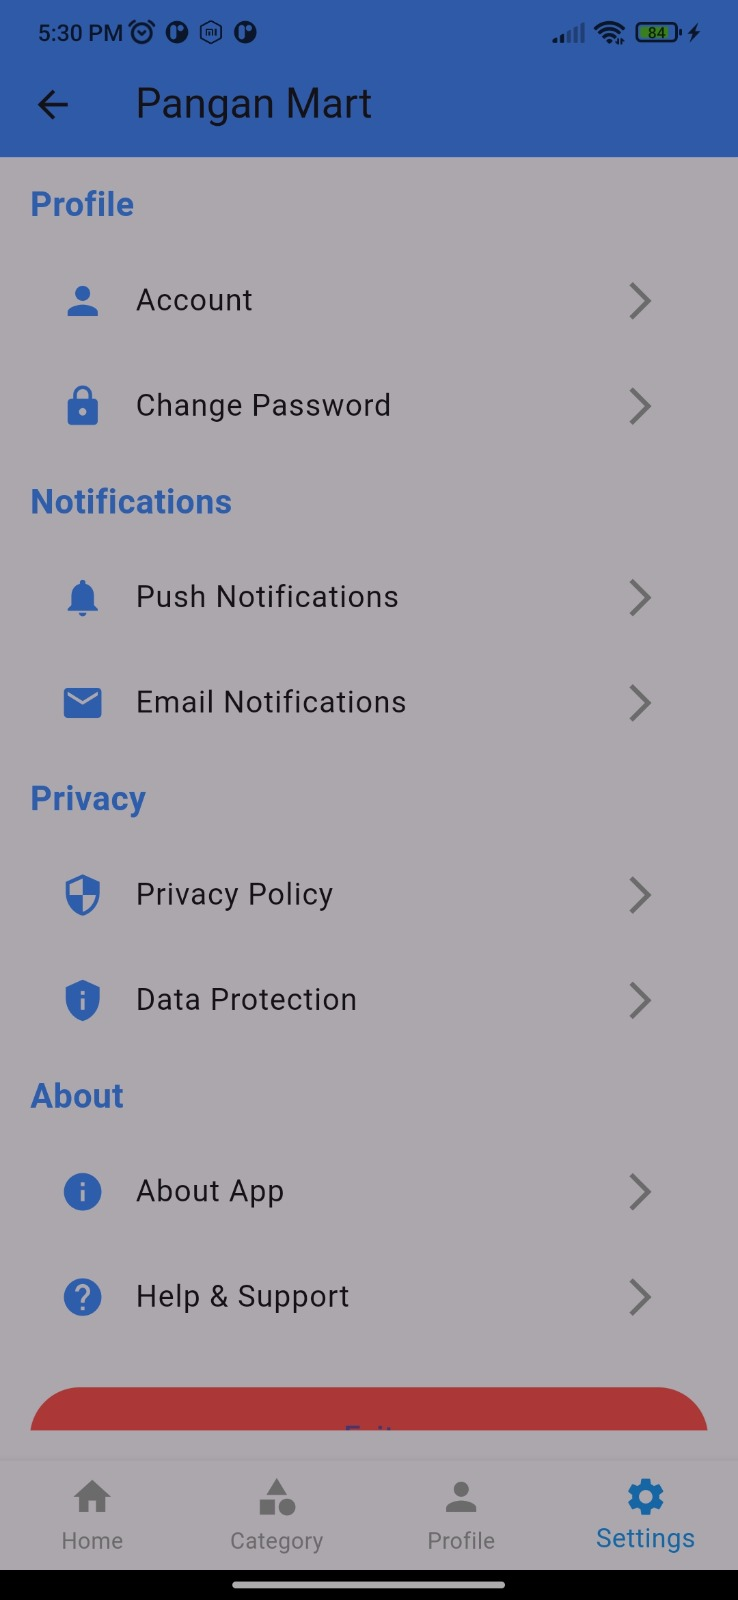 5:30 PM
84
Pangan Mart
Profile
Account
Change Password
Notifications
Push Notifications
Email Notifications
Privacy
Privacy Policy
Data Protection
About
About App
Help & Support
Exit
Home
Category
Profile
Settings